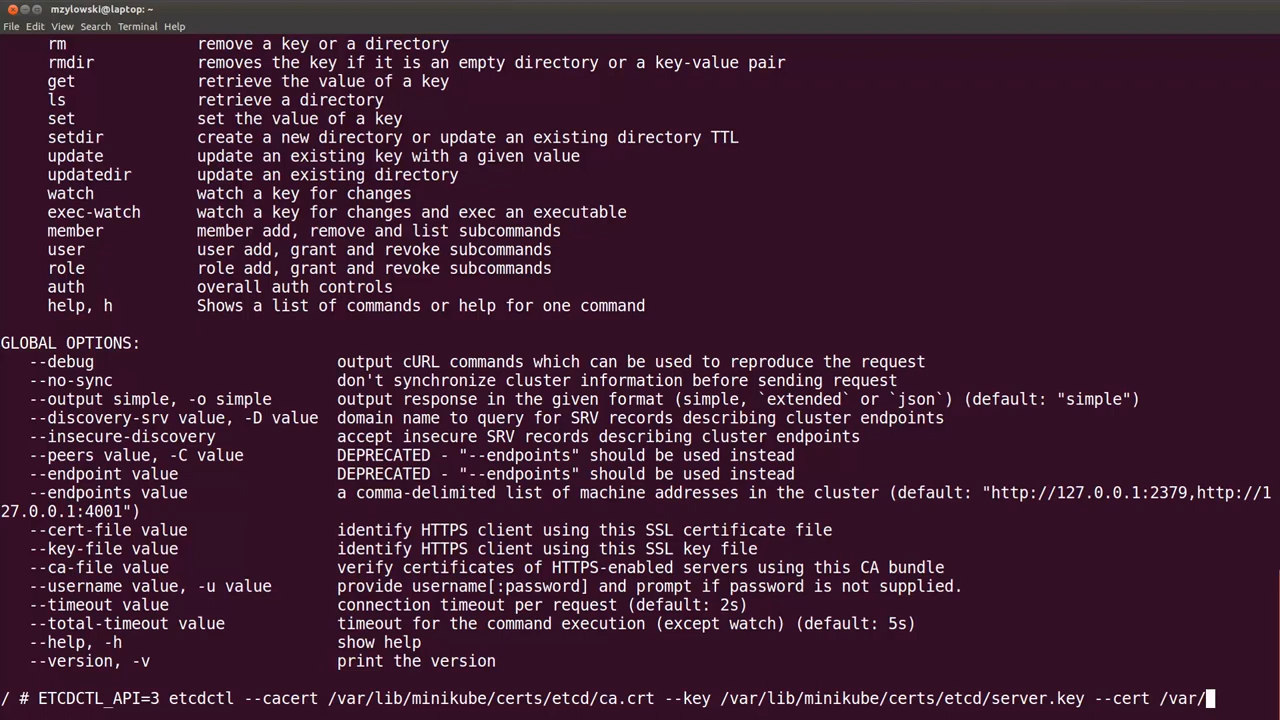 mzylowski@laptop: ~
File Edit View Search Terminal Help
rm remove a key or a directory
rmdir removes the key if it is an empty directory or a key-value pair
get retrieve the value of a key
ls retrieve a directory
set set the value of a key
setdir create a new directory or update an existing directory TTL
update update an existing key with a given value
updatedir update an existing directory
watch watch a key for changes
exec-watch watch a key for changes and exec an executable
member member add, remove and list subcommands
user user add, grant and revoke subcommands
role role add, grant and revoke subcommands
auth overall auth controls
help, h Shows a list of commands or help for one command
GLOBAL OPTIONS:
--debug output cURL commands which can be used to reproduce the request
--no-sync don't synchronize cluster information before sending request
--output simple, -o simple output response in the given format (simple, `extended` or `json`) (default: "simple")
--discovery-srv value, -D value domain name to query for SRV records describing cluster endpoints
--insecure-discovery accept insecure SRV records describing cluster endpoints
--peers value, -C value DEPRECATED - "--endpoints" should be used instead
--endpoint value DEPRECATED - "--endpoints" should be used instead
--endpoints value a comma-delimited list of machine addresses in the cluster (default: "http://127.0.0.1:2379,http://1
27.0.0.1:4001")
--cert-file value identify HTTPS client using this SSL certificate file
--key-file value identify HTTPS client using this SSL key file
--ca-file value verify certificates of HTTPS-enabled servers using this CA bundle
--username value, -u value provide username[:password] and prompt if password is not supplied.
--timeout value connection timeout per request (default: 2s)
--total-timeout value timeout for the command execution (except watch) (default: 5s)
--help, -h show help
--version, -v print the version
/ # ETCDCTL_API=3 etcdctl --cacert /var/lib/minikube/certs/etcd/ca.crt --key /var/lib/minikube/certs/etcd/server.key --cert /var/